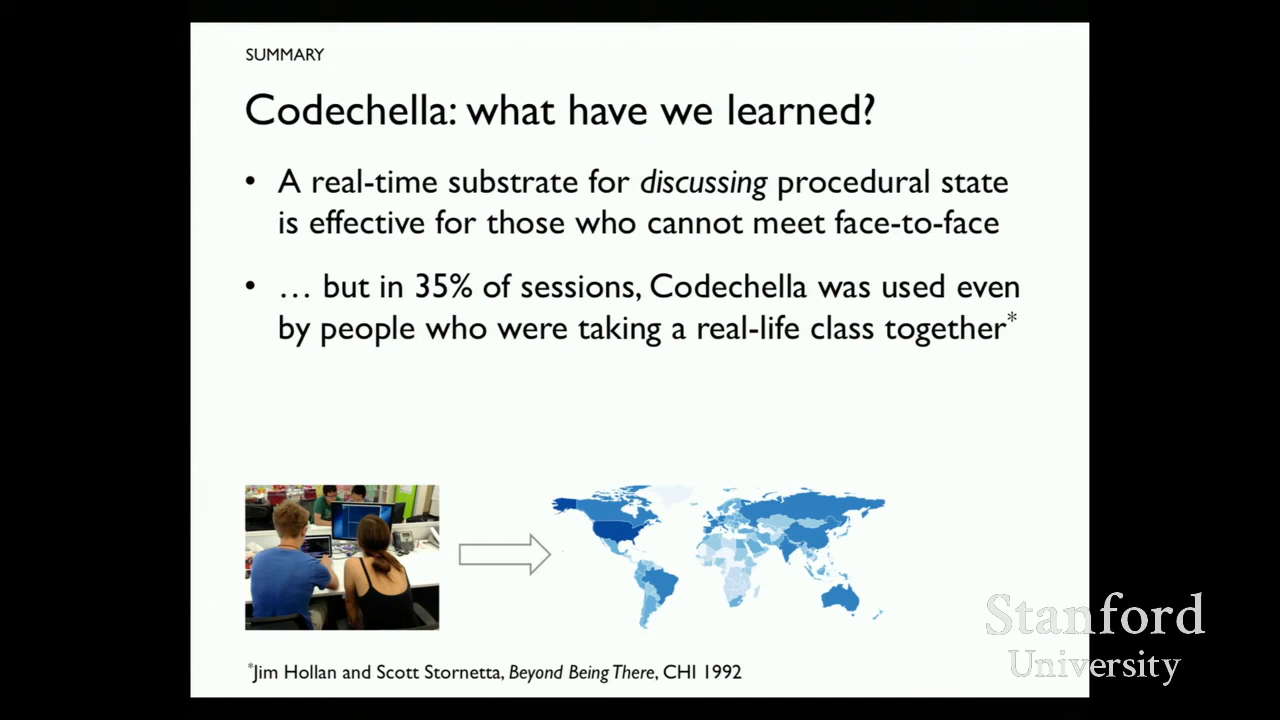 SUMMARY
Codechella: what have we learned?
• A real-time substrate for discussing procedural state
is effective for those who cannot meet face-to-face
• … but in 35% of sessions, Codechella was used even
by people who were taking a real-life class together*
*Jim Hollan and Scott Stornetta, Beyond Being There, CHI 1992
Stanford
University